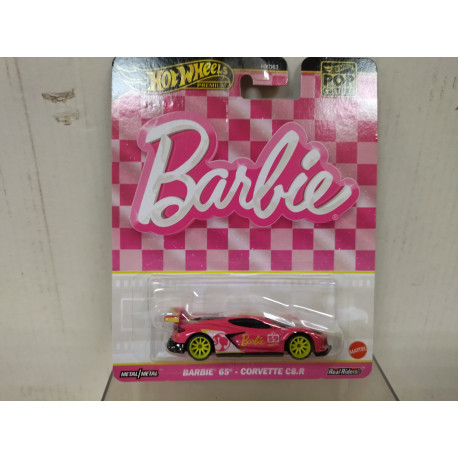 HOT WHEELS
PREMIUM
POP
CULTURE
Barbie
Barbie
METAL/METAL
BARBIE 65th - CORVETTE C8.R
MATTEL
Real Riders